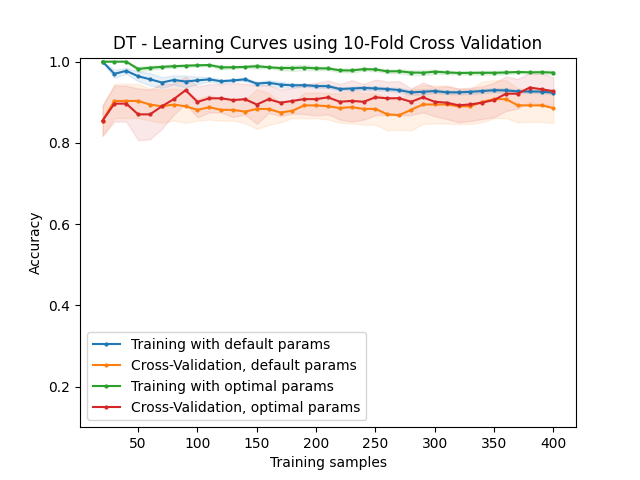 DT - Learning Curves using 10-Fold Cross Validation
1.0
0.8
0.6
0.4
0.2
Accuracy
Training with default params
Cross-Validation, default params
Training with optimal params
Cross-Validation, optimal params
50 100 150 200 250 300 350 400
Training samples